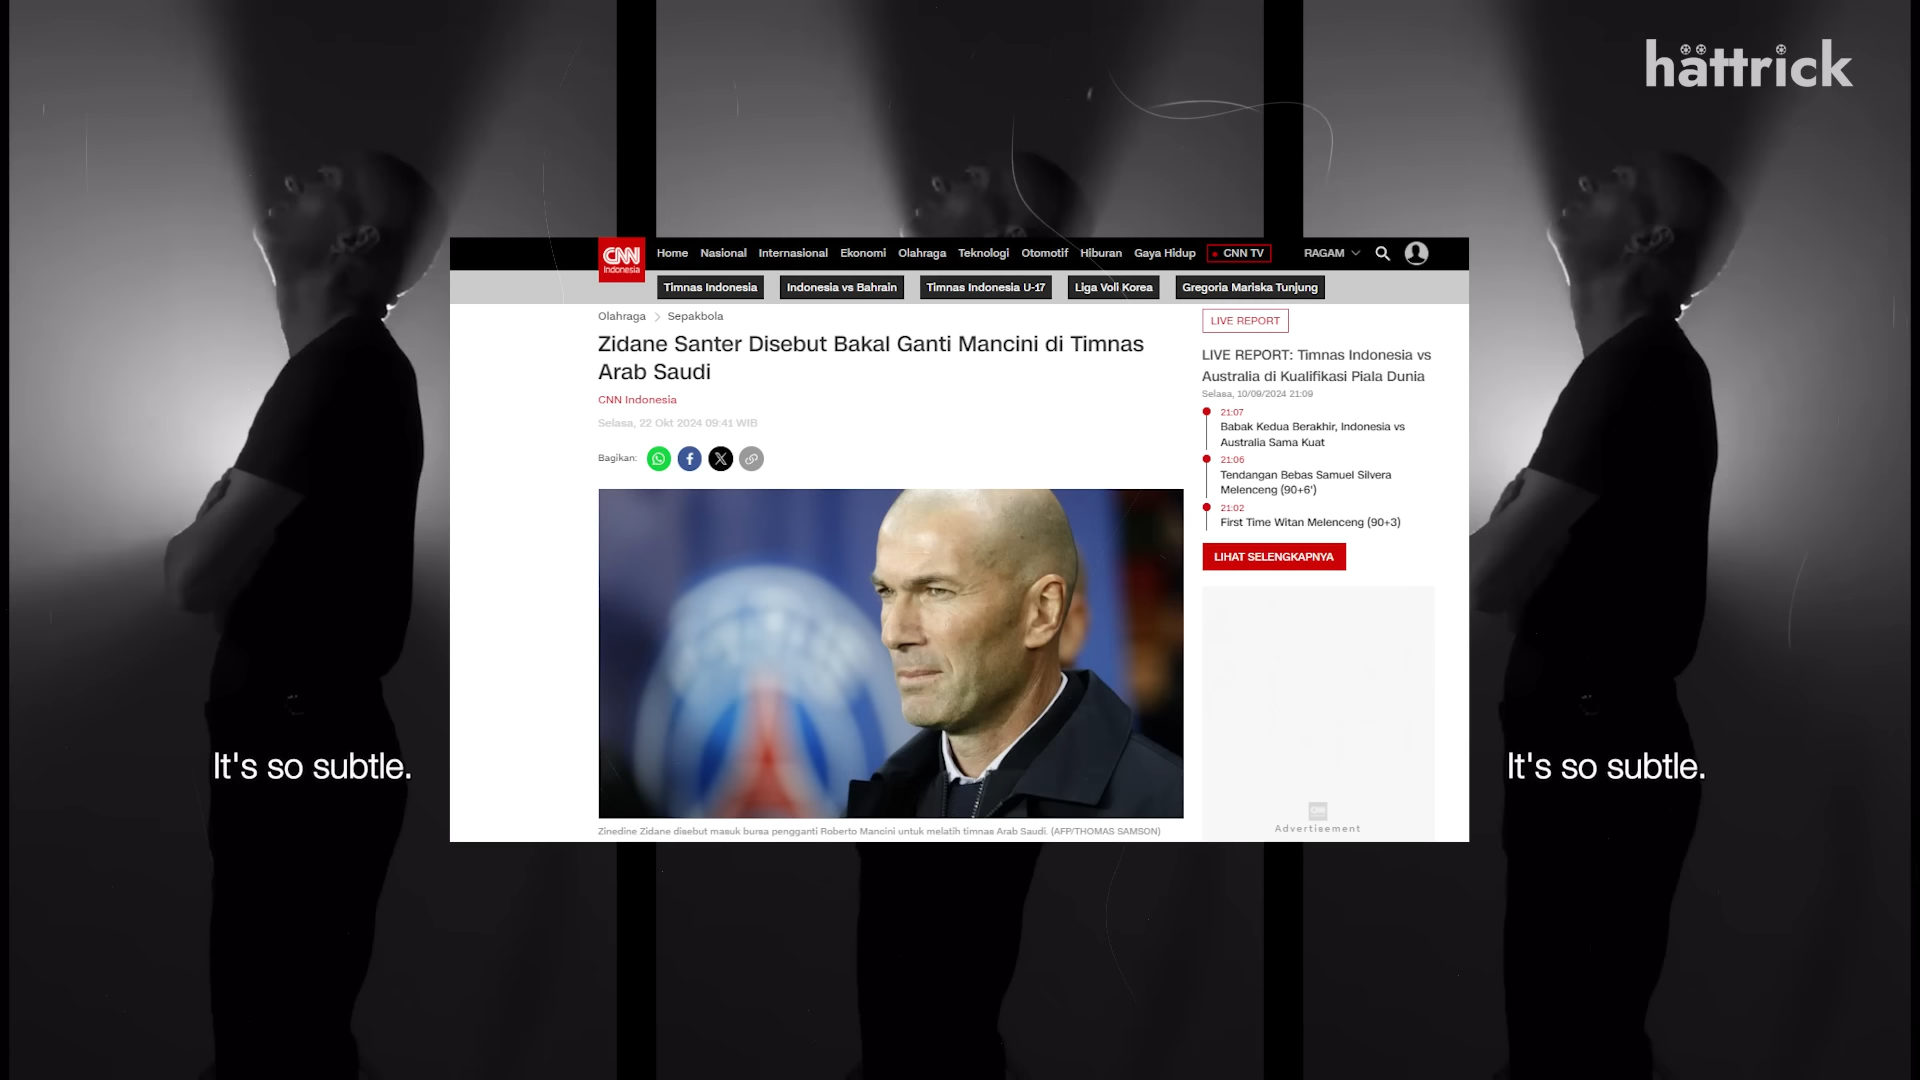 hattrick
CNN
Indonesia
Home Nasional Internasional Ekonomi Olahraga Teknologi Otomotif Hiburan Gaya Hidup CNN TV RAGAM
Timnas Indonesia Indonesia vs Bahrain Timnas Indonesia U-17 Liga Voli Korea Gregoria Mariska Tunjung
Olahraga Sepakbola
Zidane Santer Disebut Bakal Ganti Mancini di Timnas
Arab Saudi
CNN Indonesia
Selasa, 22 Okt 2024 09:41 WIB
Bagikan:
Zinedine Zidane disebut masuk bursa pengganti Roberto Mancini untuk melatih timnas Arab Saudi. (AFP/THOMAS SAMSON)
LIVE REPORT
LIVE REPORT: Timnas Indonesia vs
Australia di Kualifikasi Piala Dunia
Selasa, 10/09/2024 21:09
21:07
Babak Kedua Berakhir, Indonesia vs
Australia Sama Kuat
21:06
Tendangan Bebas Samuel Silvera
Melenceng (90+6')
21:02
First Time Witan Melenceng (90+3)
LIHAT SELENGKAPNYA
Advertisement
It's so subtle.
It's so subtle.